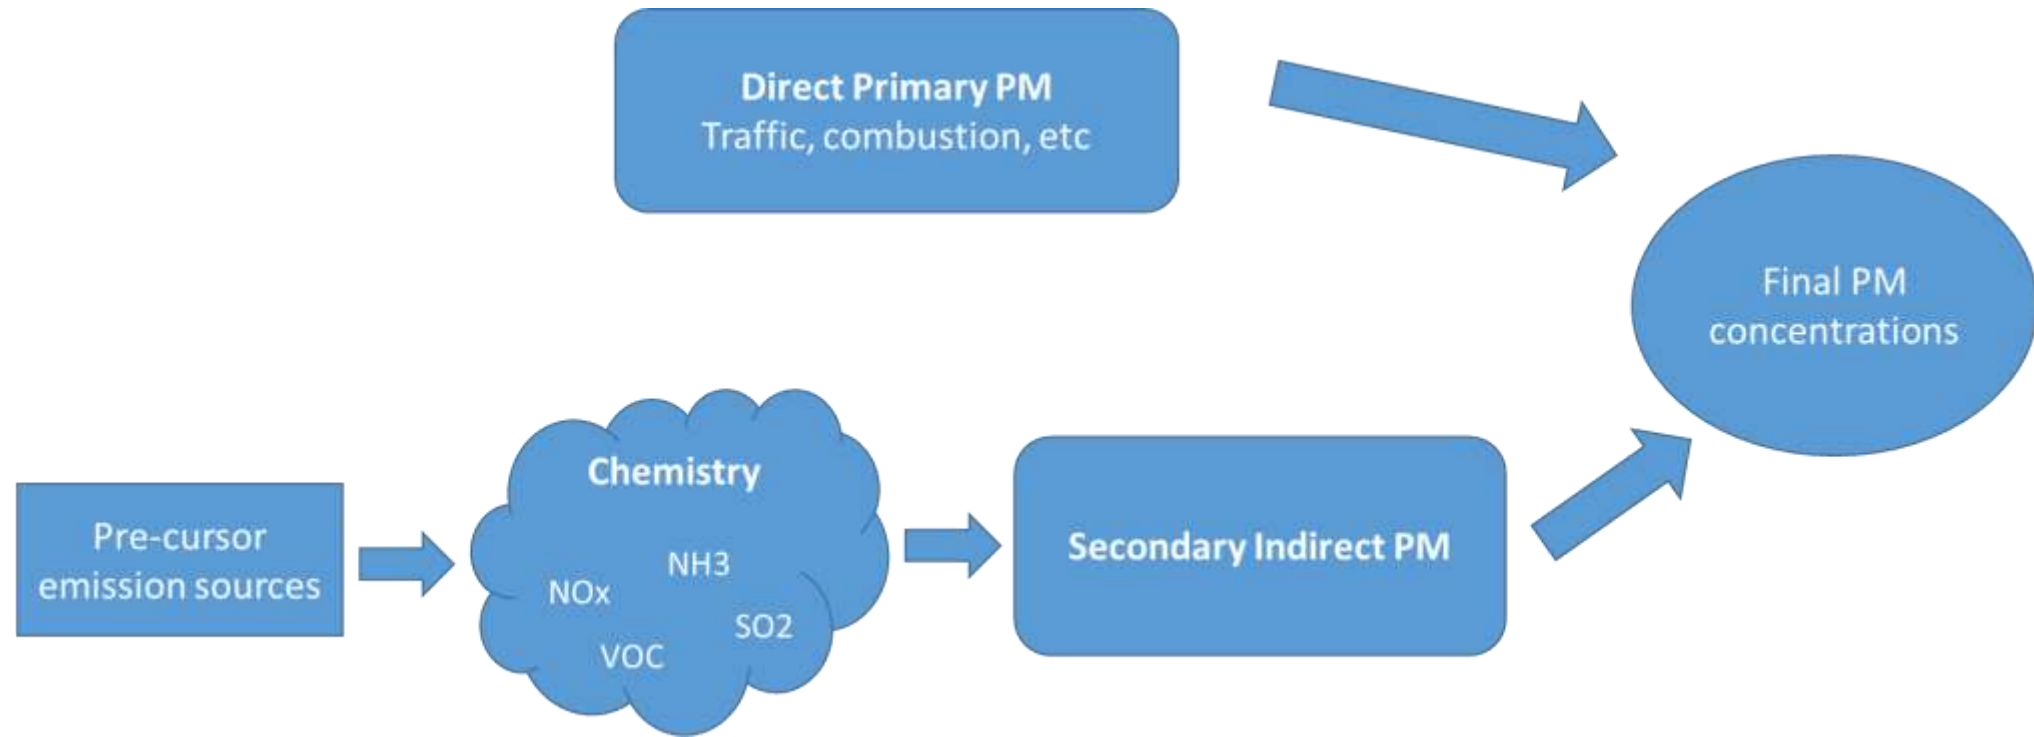 Direct Primary PM
Traffic, combustion, etc
Final PM
concentrations
Pre-cursor
emission sources
Chemistry
NH3
NOx
SO2
VOC
Secondary Indirect PM